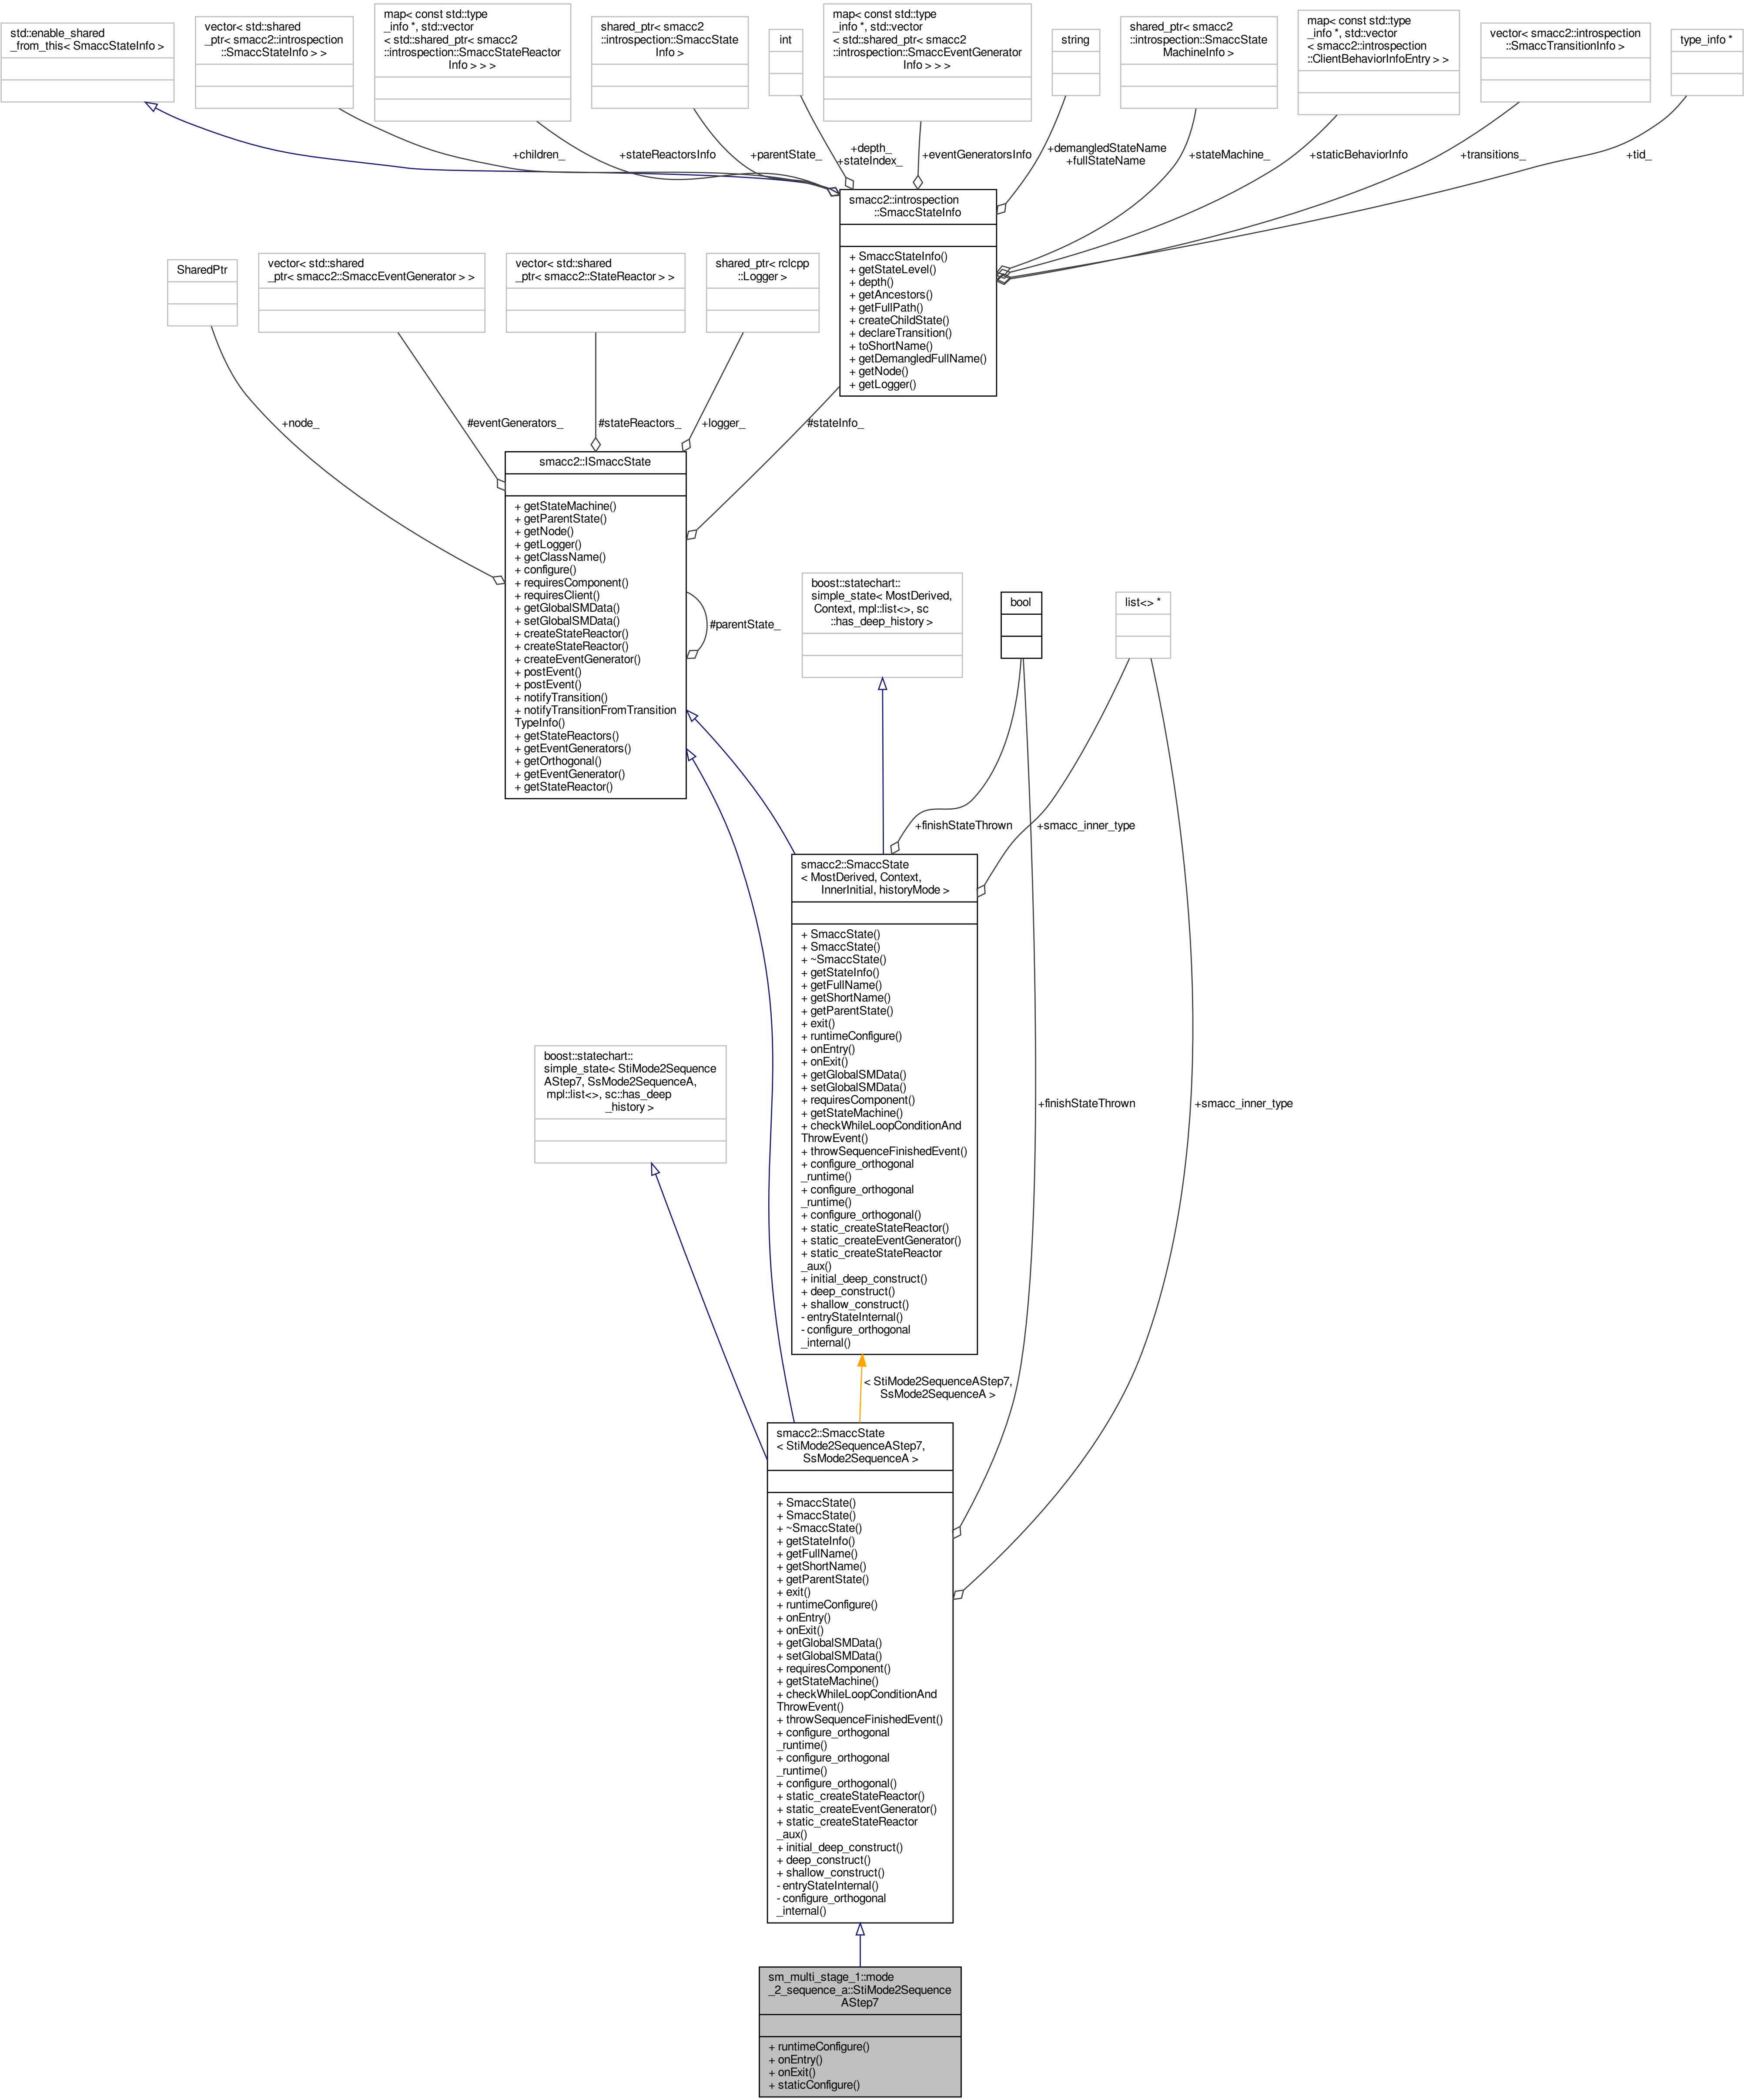 std::enable_shared
_from_this< SmaccStateInfo >
vector< std::shared
_ptr< smacc2::introspection
::SmaccStateInfo > >
map< const std::type
_info *, std::vector
< std::shared_ptr< smacc2
::introspection::SmaccStateReactor
Info > > >
shared_ptr< smacc2
::introspection::SmaccState
Info >
int
map< const std::type
_info *, std::vector
< std::shared_ptr< smacc2
::introspection::SmaccEventGenerator
Info > > >
string
shared_ptr< smacc2
::introspection::SmaccState
MachineInfo >
map< const std::type
_info *, std::vector
< smacc2::introspection
::ClientBehaviorInfoEntry > >
vector< smacc2::introspection
::SmaccTransitionInfo >
type_info *
+children_
+stateReactorsInfo
+parentState_
+depth_
+stateIndex_
+eventGeneratorsInfo
+demangledStateName
+fullStateName
+stateMachine_
+staticBehaviorInfo
+transitions_
+tid_
smacc2::introspection
::SmaccStateInfo
+ SmaccStateInfo()
+ getStateLevel()
+ depth()
+ getAncestors()
+ getFullPath()
+ createChildState()
+ declareTransition()
+ toShortName()
+ getDemangledFullName()
+ getNode()
+ getLogger()
SharedPtr
vector< std::shared
_ptr< smacc2::SmaccEventGenerator > >
vector< std::shared
_ptr< smacc2::StateReactor > >
shared_ptr< rclcpp
::Logger >
+node_
#eventGenerators_
#stateReactors_
+logger_
#stateInfo_
smacc2::ISmaccState
+ getStateMachine()
+ getParentState()
+ getNode()
+ getLogger()
+ getClassName()
+ configure()
+ requiresComponent()
+ requiresClient()
+ getGlobalSMData()
+ setGlobalSMData()
+ createStateReactor()
+ createStateReactor()
+ createEventGenerator()
+ postEvent()
+ postEvent()
+ notifyTransition()
+ notifyTransitionFromTransition
TypeInfo()
+ getStateReactors()
+ getEventGenerators()
+ getOrthogonal()
+ getEventGenerator()
+ getStateReactor()
#parentState_
boost::statechart::
simple_state< MostDerived,
Context, mpl::list<>, sc
::has_deep_history >
bool
list<> *
+finishStateThrown
+smacc_inner_type
smacc2::SmaccState
< MostDerived, Context,
InnerInitial, historyMode >
+ SmaccState()
+ SmaccState()
+ ~SmaccState()
+ getStateInfo()
+ getFullName()
+ getShortName()
+ getParentState()
+ exit()
+ runtimeConfigure()
+ onEntry()
+ onExit()
+ getGlobalSMData()
+ setGlobalSMData()
+ requiresComponent()
+ getStateMachine()
+ checkWhileLoopConditionAnd
ThrowEvent()
+ throwSequenceFinishedEvent()
+ configure_orthogonal
_runtime()
+ configure_orthogonal
_runtime()
+ configure_orthogonal()
+ static_createStateReactor()
+ static_createEventGenerator()
+ static_createStateReactor
_aux()
+ initial_deep_construct()
+ deep_construct()
+ shallow_construct()
- entryStateInternal()
- configure_orthogonal
_internal()
boost::statechart::
simple_state< StiMode2Sequence
AStep7, SsMode2SequenceA,
mpl::list<>, sc::has_deep
_history >
+finishStateThrown
+smacc_inner_type
< StiMode2SequenceAStep7,
SsMode2SequenceA >
smacc2::SmaccState
< StiMode2SequenceAStep7,
SsMode2SequenceA >
+ SmaccState()
+ SmaccState()
+ ~SmaccState()
+ getStateInfo()
+ getFullName()
+ getShortName()
+ getParentState()
+ exit()
+ runtimeConfigure()
+ onEntry()
+ onExit()
+ getGlobalSMData()
+ setGlobalSMData()
+ requiresComponent()
+ getStateMachine()
+ checkWhileLoopConditionAnd
ThrowEvent()
+ throwSequenceFinishedEvent()
+ configure_orthogonal
_runtime()
+ configure_orthogonal
_runtime()
+ configure_orthogonal()
+ static_createStateReactor()
+ static_createEventGenerator()
+ static_createStateReactor
_aux()
+ initial_deep_construct()
+ deep_construct()
+ shallow_construct()
- entryStateInternal()
- configure_orthogonal
_internal()
sm_multi_stage_1::mode
_2_sequence_a::StiMode2Sequence
AStep7
+ runtimeConfigure()
+ onEntry()
+ onExit()
+ staticConfigure()